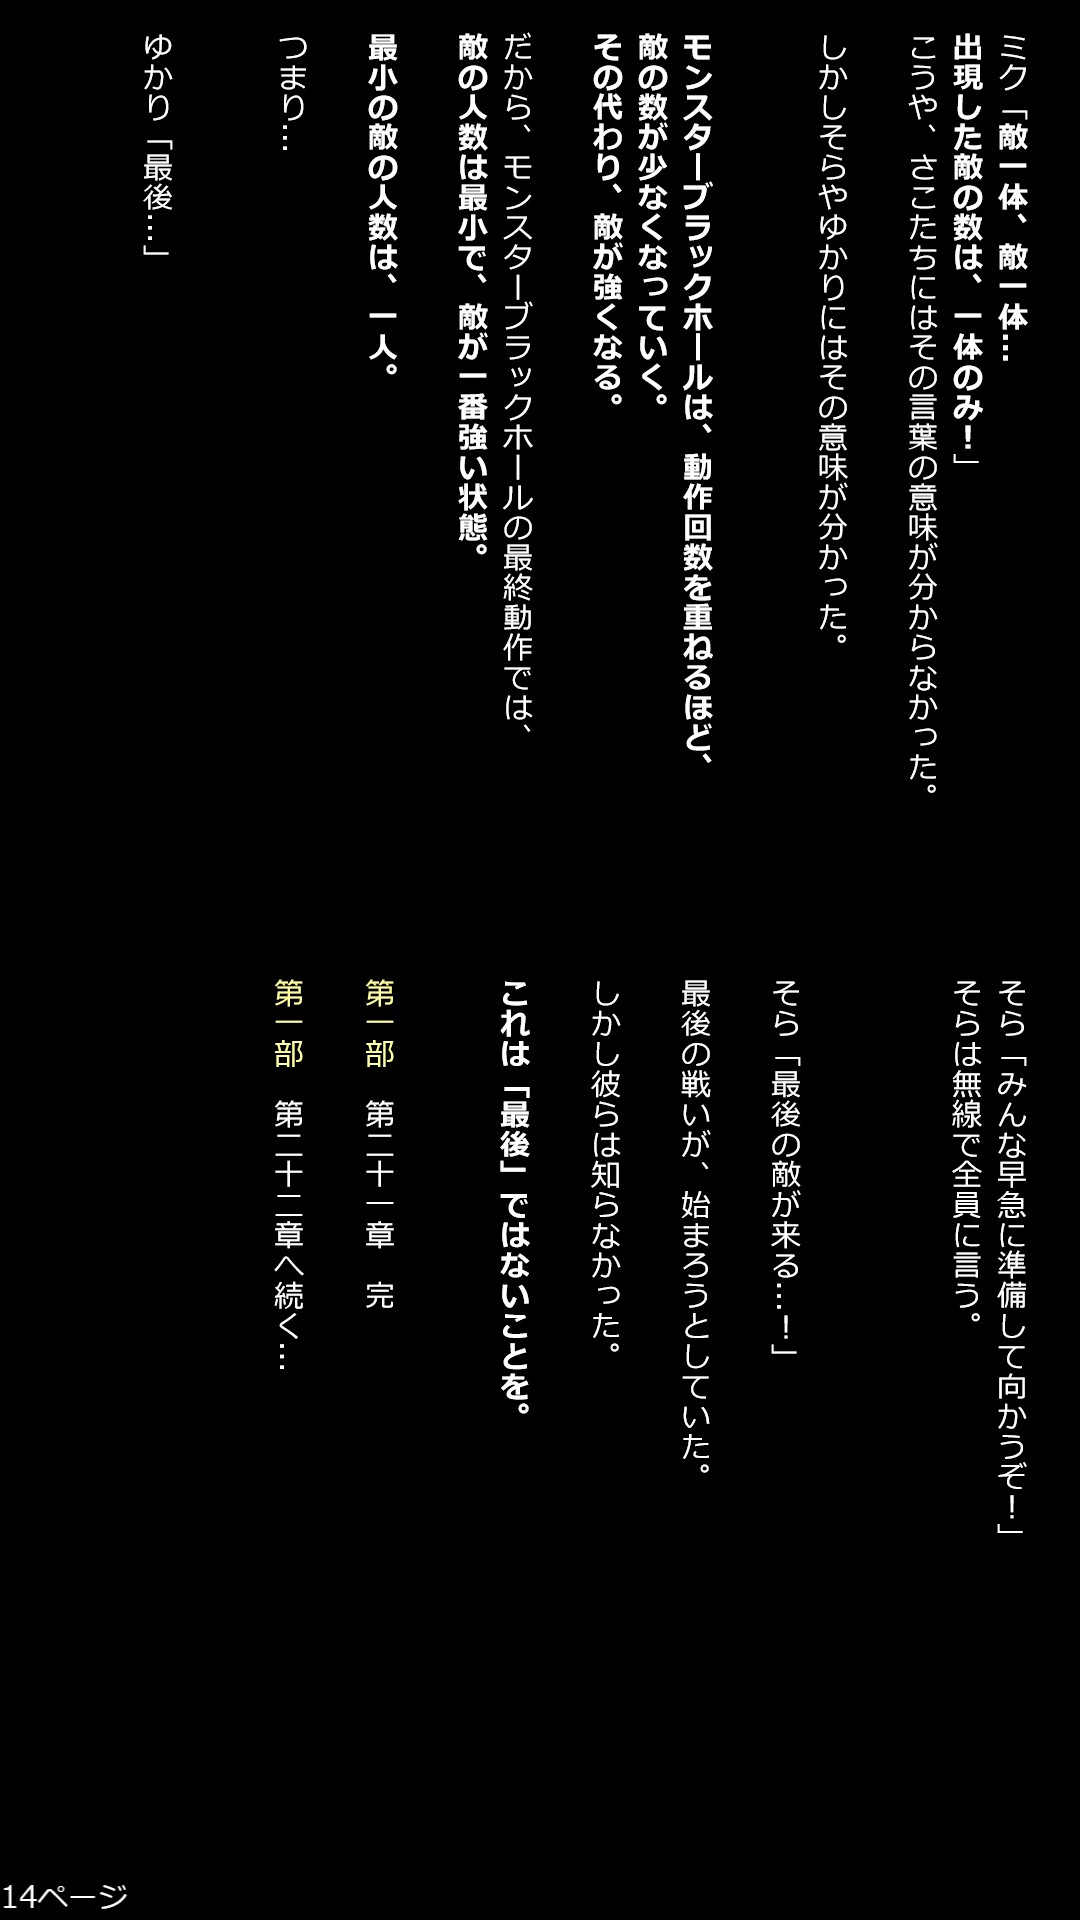 ミク「敵一体、敵一体…
出現した敵の数は、一体のみ！」
こうや、さこたちにはその言葉の意味が分からなかった。
しかしそらやゆかりにはその意味が分かった。
モンスターブラックホールは、動作回数を重ねるほど、
敵の数が少なくなっていく。
その代わり、敵が強くなる。
だから、モンスターブラックホールの最終動作では、
敵の人数は最小で、敵が一番強い状態。
最小の敵の人数は、一人。
つまり…
ゆかり「最後…」
そら「みんな早急に準備して向かうぞ！」
そらは無線で全員に言う。
そら「最後の敵が来る…！」
最後の戦いが、始まろうとしていた。
しかし彼らは知らなかった。
これは「最後」ではないことを。
第一部　第二十一章　完
第一部　第二十二章へ続く…
14ページ